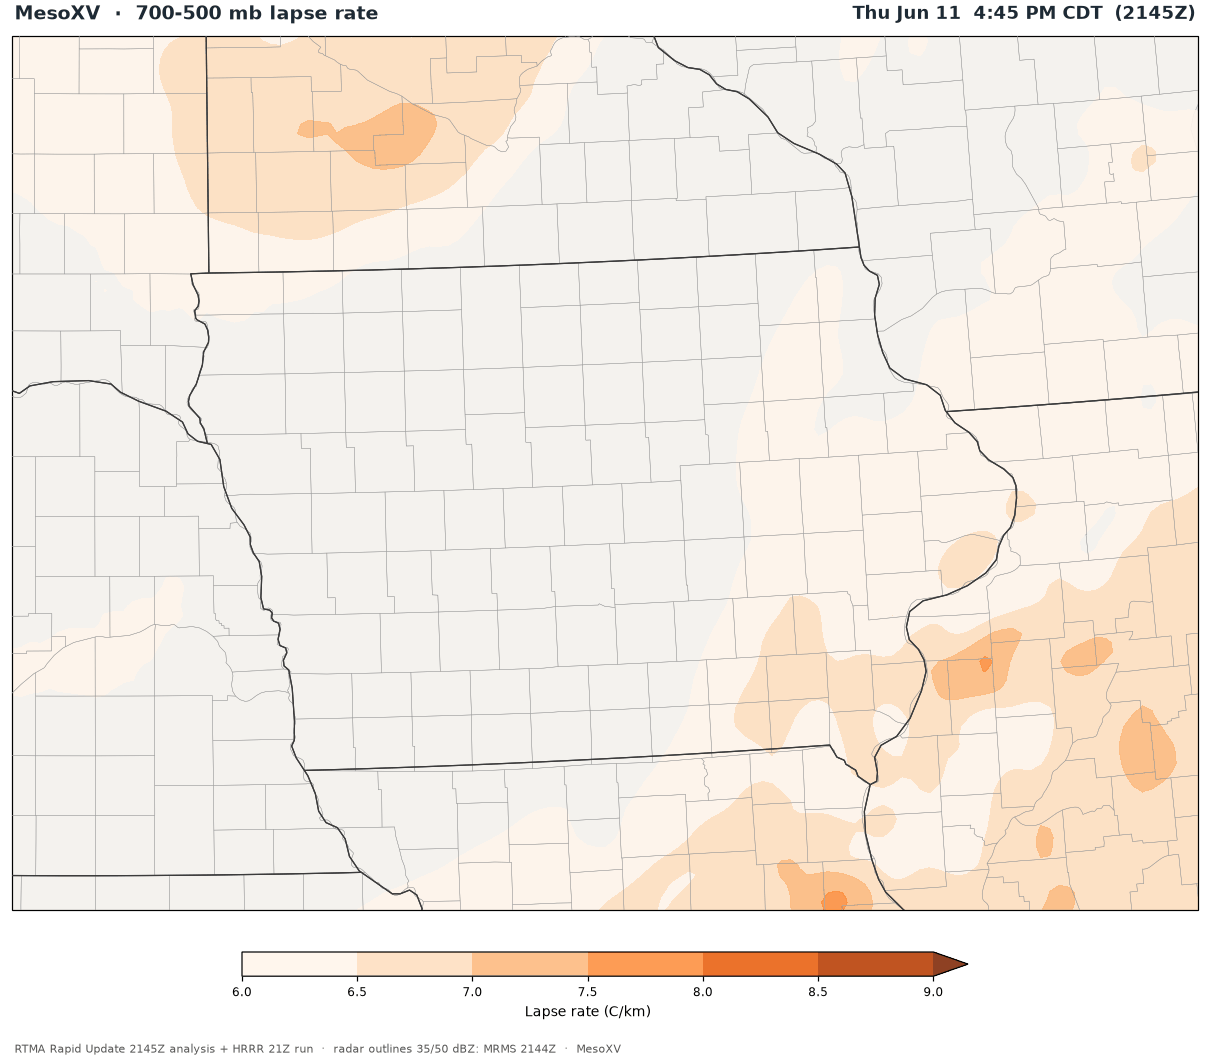 MesoXV · 700-500 mb lapse rate
Thu Jun 11 4:45 PM CDT (2145Z)
6.0 6.5 7.0 7.5 8.0 8.5 9.0
Lapse rate (C/km)
RTMA Rapid Update 2145Z analysis + HRRR 21Z run · radar outlines 35/50 dBZ: MRMS 2144Z · MesoXV